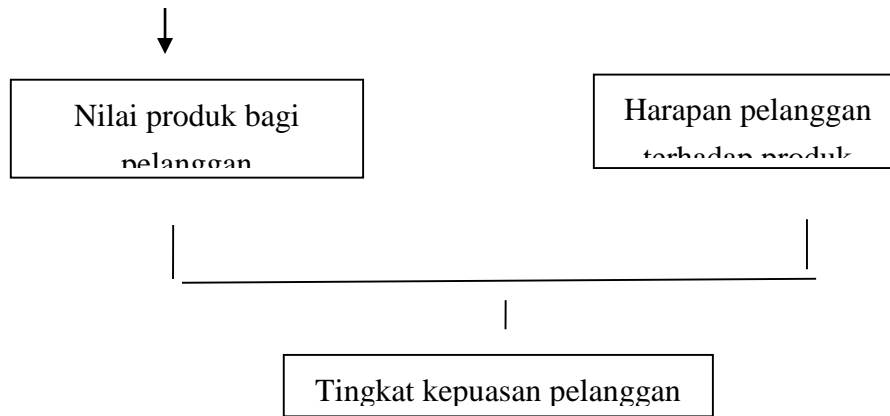 Nilai produk bagi
pelanggan
Harapan pelanggan
terhadap produk
Tingkat kepuasan pelanggan